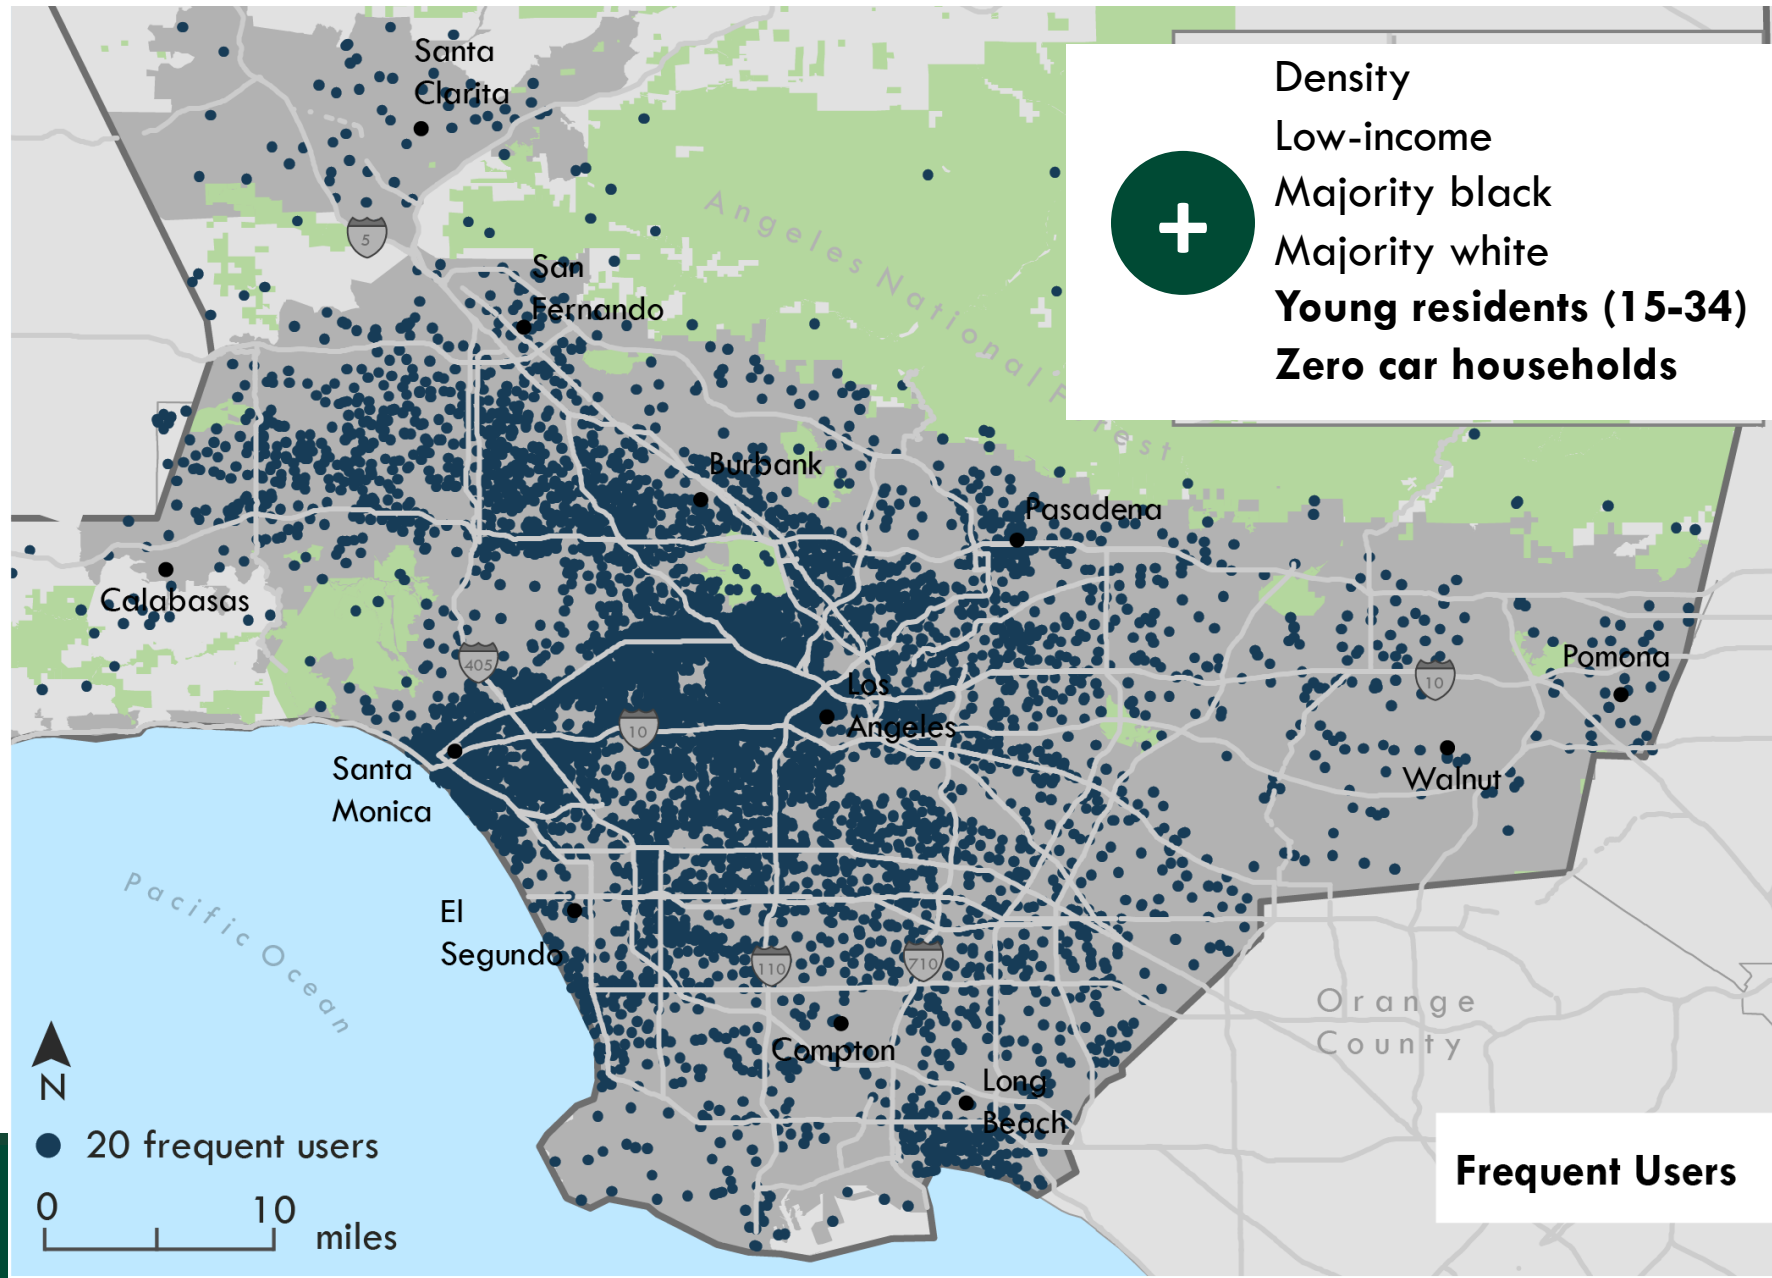 Santa
Clarita
Density
Low-income
Majority black
Majority white
Young residents (15-34)
Zero car households
+
Angeles National Forest
5
San
Fernando
Burbank
Pasadena
Calabasas
405
Pomona
10
Los
Angeles
10
Santa
Monica
Walnut
Pacific Ocean
El
Segundo
110
710
Orange
County
Compton
Long
Beach
N
20 frequent users
0 10
miles
Frequent Users